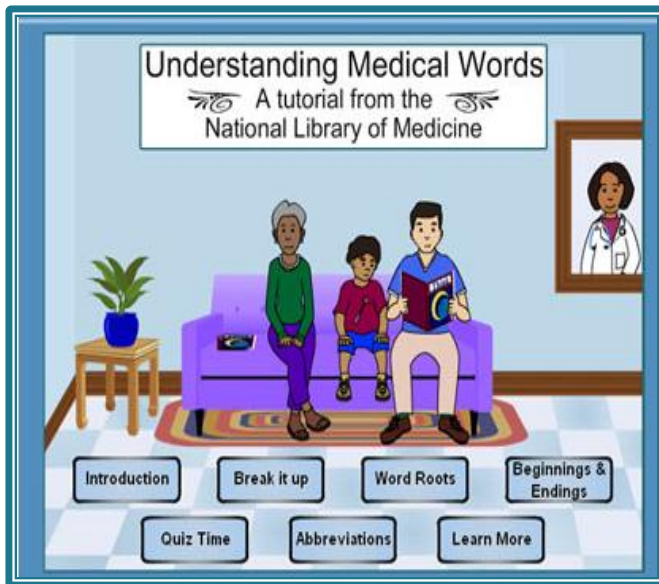 Understanding Medical Words
A tutorial from the
National Library of Medicine
Introduction
Break it up
Word Roots
Beginnings &
Endings
Quiz Time
Abbreviations
Learn More